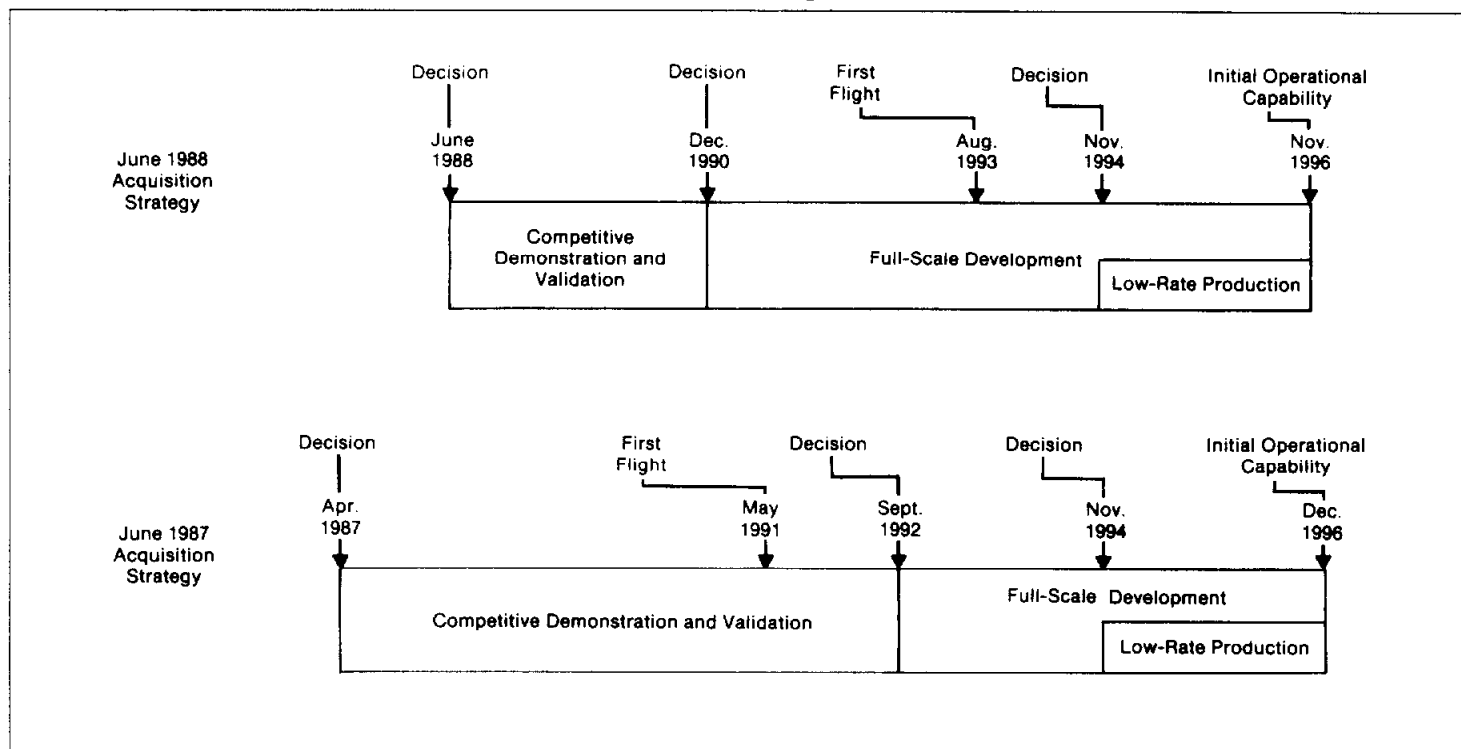 Decision
Decision
First
Flight
Decision
Initial Operational
Capability
June
1988
Dec.
1990
Aug.
1993
Nov.
1994
Nov.
1996
June 1988
Acquisition
Strategy
Competitive
Demonstration and
Validation
Full-Scale Development
Low-Rate Production
Decision
First
Flight
Decision
Decision
Initial Operational
Capability
Apr.
1987
May
1991
Sept.
1992
Nov.
1994
Dec.
1996
June 1987
Acquisition
Strategy
Competitive Demonstration and Validation
Full-Scale Development
Low-Rate Production